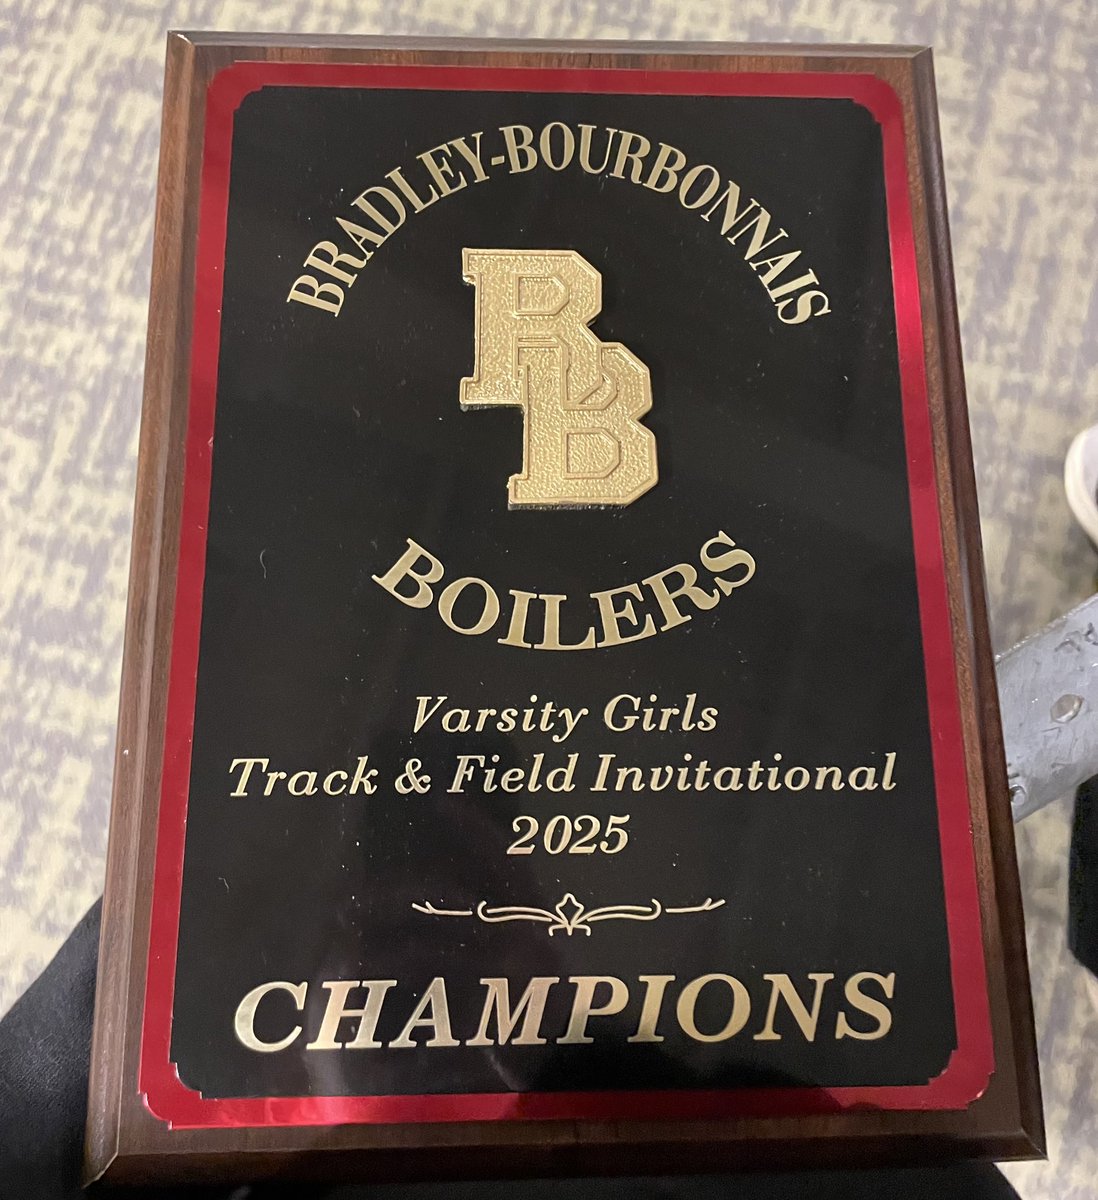 BRADLEY-BOURBONNAIS
BB
BOILERS
Varsity Girls
Track & Field Invitational
2025
CHAMPIONS